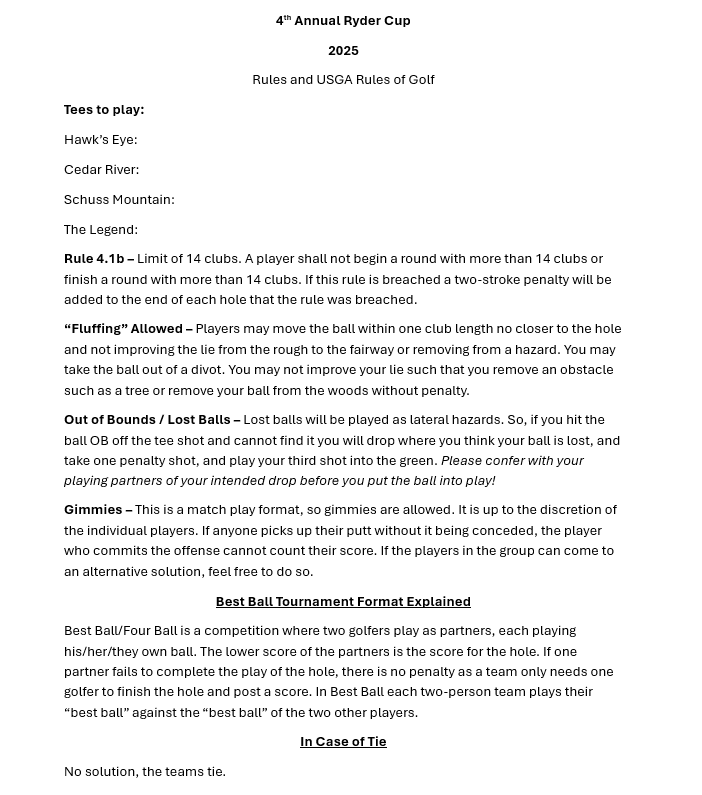 4th Annual Ryder Cup
2025
Rules and USGA Rules of Golf
Tees to play:
Hawk’s Eye:
Cedar River:
Schuss Mountain:
The Legend:
Rule 4.1b – Limit of 14 clubs. A player shall not begin a round with more than 14 clubs or
finish a round with more than 14 clubs. If this rule is breached a two-stroke penalty will be
added to the end of each hole that the rule was breached.
“Fluffing” Allowed – Players may move the ball within one club length no closer to the hole
and not improving the lie from the rough to the fairway or removing from a hazard. You may
take the ball out of a divot. You may not improve your lie such that you remove an obstacle
such as a tree or remove your ball from the woods without penalty.
Out of Bounds / Lost Balls – Lost balls will be played as lateral hazards. So, if you hit the
ball OB off the tee shot and cannot find it you will drop where you think your ball is lost, and
take one penalty shot, and play your third shot into the green. Please confer with your
playing partners of your intended drop before you put the ball into play!
Gimmies – This is a match play format, so gimmies are allowed. It is up to the discretion of
the individual players. If anyone picks up their putt without it being conceded, the player
who commits the offense cannot count their score. If the players in the group can come to
an alternative solution, feel free to do so.
Best Ball Tournament Format Explained
Best Ball/Four Ball is a competition where two golfers play as partners, each playing
his/her/they own ball. The lower score of the partners is the score for the hole. If one
partner fails to complete the play of the hole, there is no penalty as a team only needs one
golfer to finish the hole and post a score. In Best Ball each two-person team plays their
“best ball” against the “best ball” of the two other players.
In Case of Tie
No solution, the teams tie.